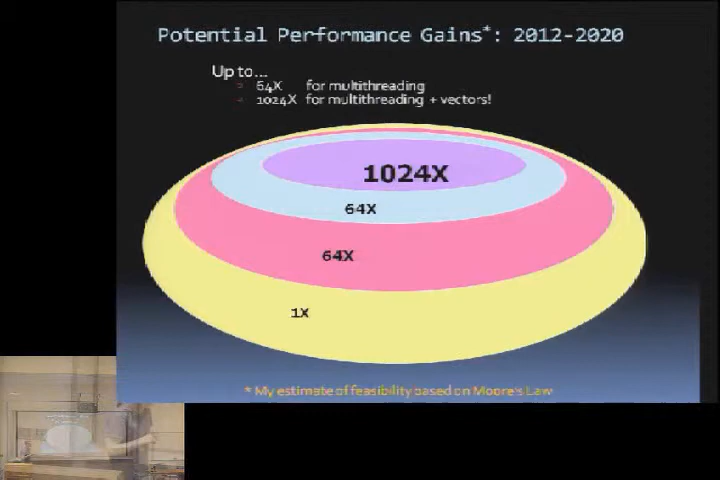 Potential Performance Gains*: 2012-2020
Up to...
64X for multithreading
1024X for multithreading + vectors!
1024X
64X
64X
1X
* My estimate of feasibility based on Moore's Law